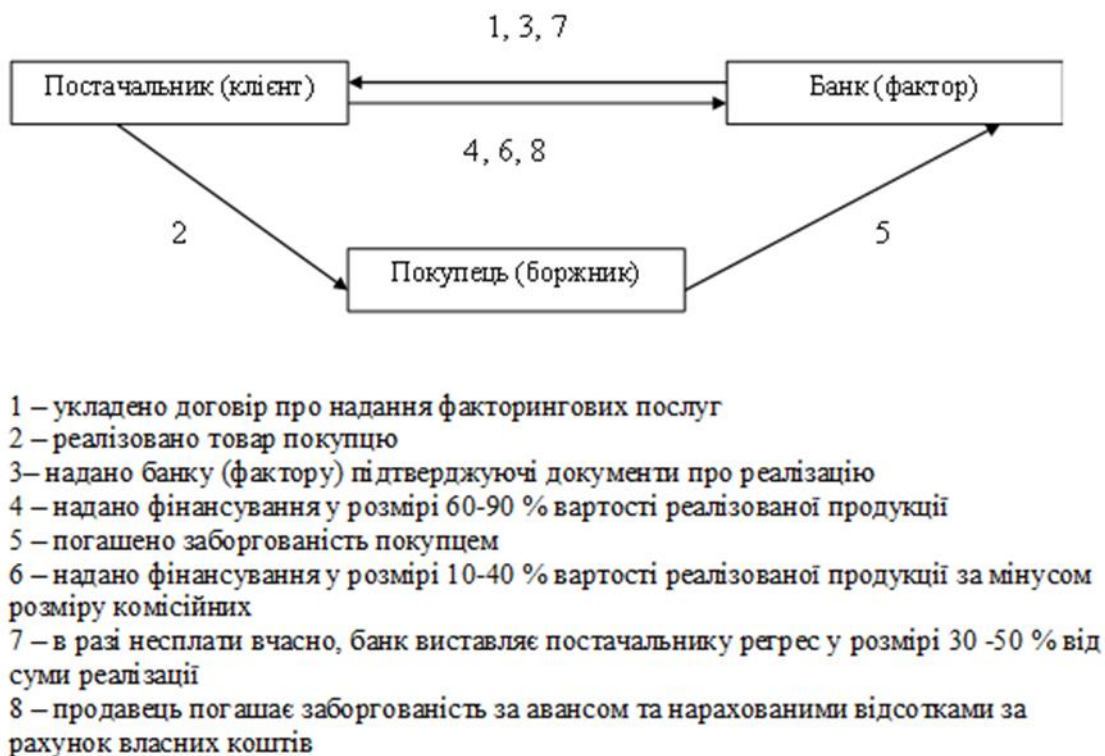 1, 3, 7
Постачальник (клієнт)
Банк (фактор)
4, 6, 8
2
5
Покупець (боржник)
1 – укладено договір про надання факторингових послуг
2 – реалізовано товар покупцю
3– надано банку (фактору) підтверджуючі документи про реалізацію
4 – надано фінансування у розмірі 60-90 % вартості реалізованої продукції
5 – погашено заборгованість покупцем
6 – надано фінансування у розмірі 10-40 % вартості реалізованої продукції за мінусом
розміру комісійних
7 – в разі несплати вчасно, банк виставляє постачальнику регрес у розмірі 30 -50 % від
суми реалізації
8 – продавець погашає заборгованість за авансом та нарахованими відсотками за
рахунок власних коштів